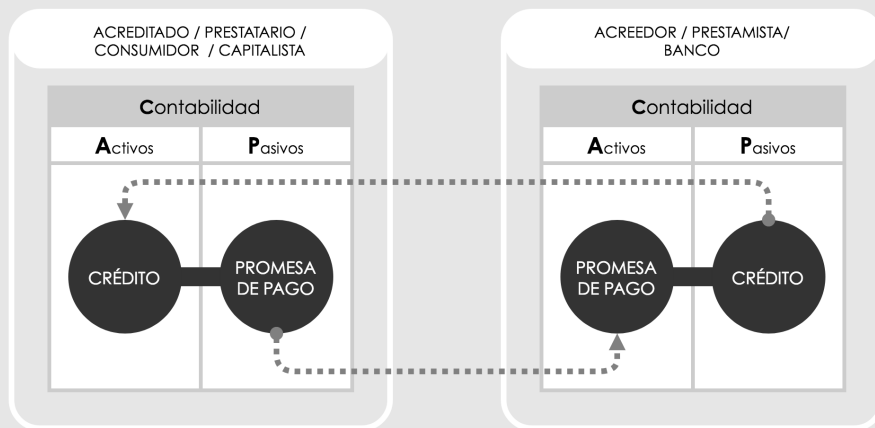 ACREDITADO / PRESTATARIO /
CONSUMIDOR / CAPITALISTA
Contabilidad
Activos
Pasivos
CRÉDITO
PROMESA
DE PAGO
ACREEDOR / PRESTAMISTA/
BANCO
Contabilidad
Activos
Pasivos
PROMESA
DE PAGO
CRÉDITO